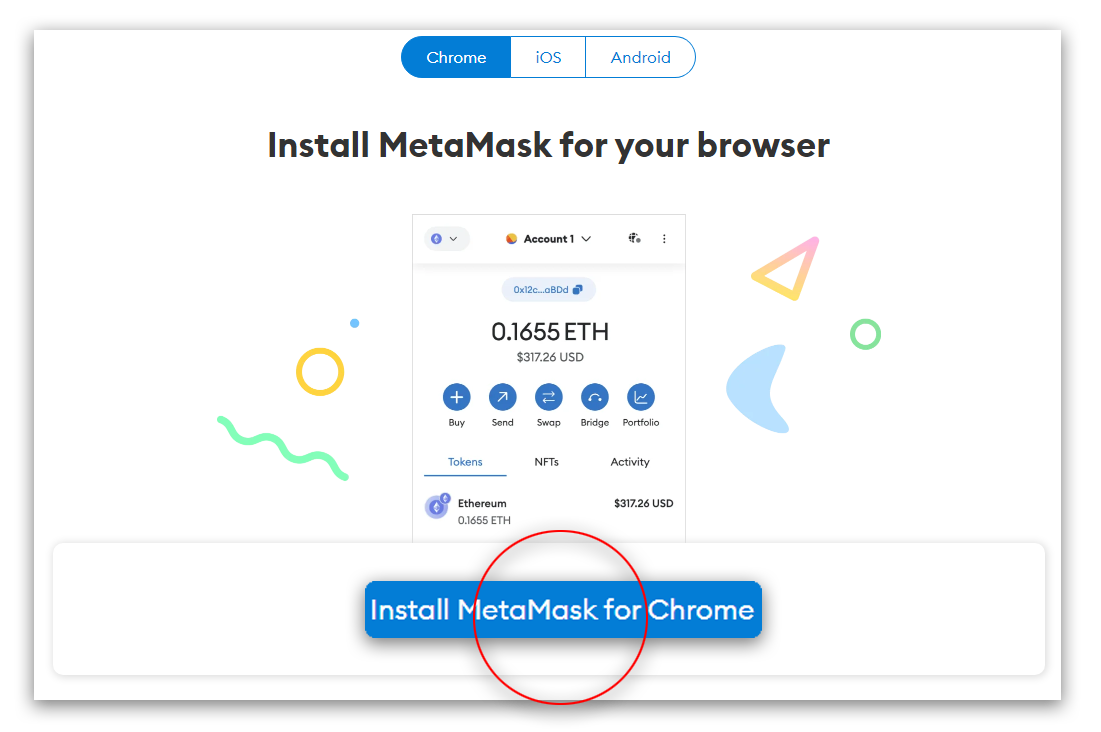 Chrome iOS Android
Install MetaMask for your browser
Account 1
0x12c...aBDd
0.1655 ETH
$317.26 USD
Buy Send Swap Bridge Portfolio
Tokens NFTs Activity
Ethereum $317.26 USD
0.1655 ETH
Install MetaMask for Chrome